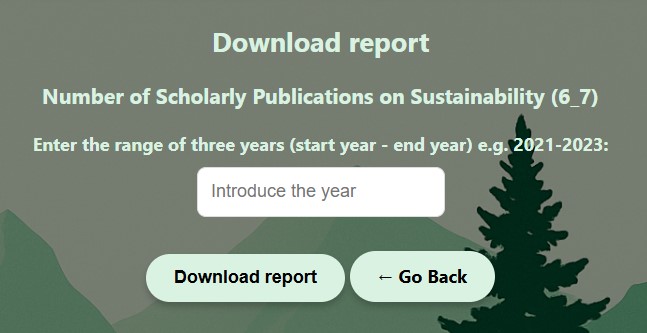 Download report
Number of Scholarly Publications on Sustainability (6_7)
Enter the range of three years (start year - end year) e.g. 2021-2023:
Introduce the year
Download report
← Go Back